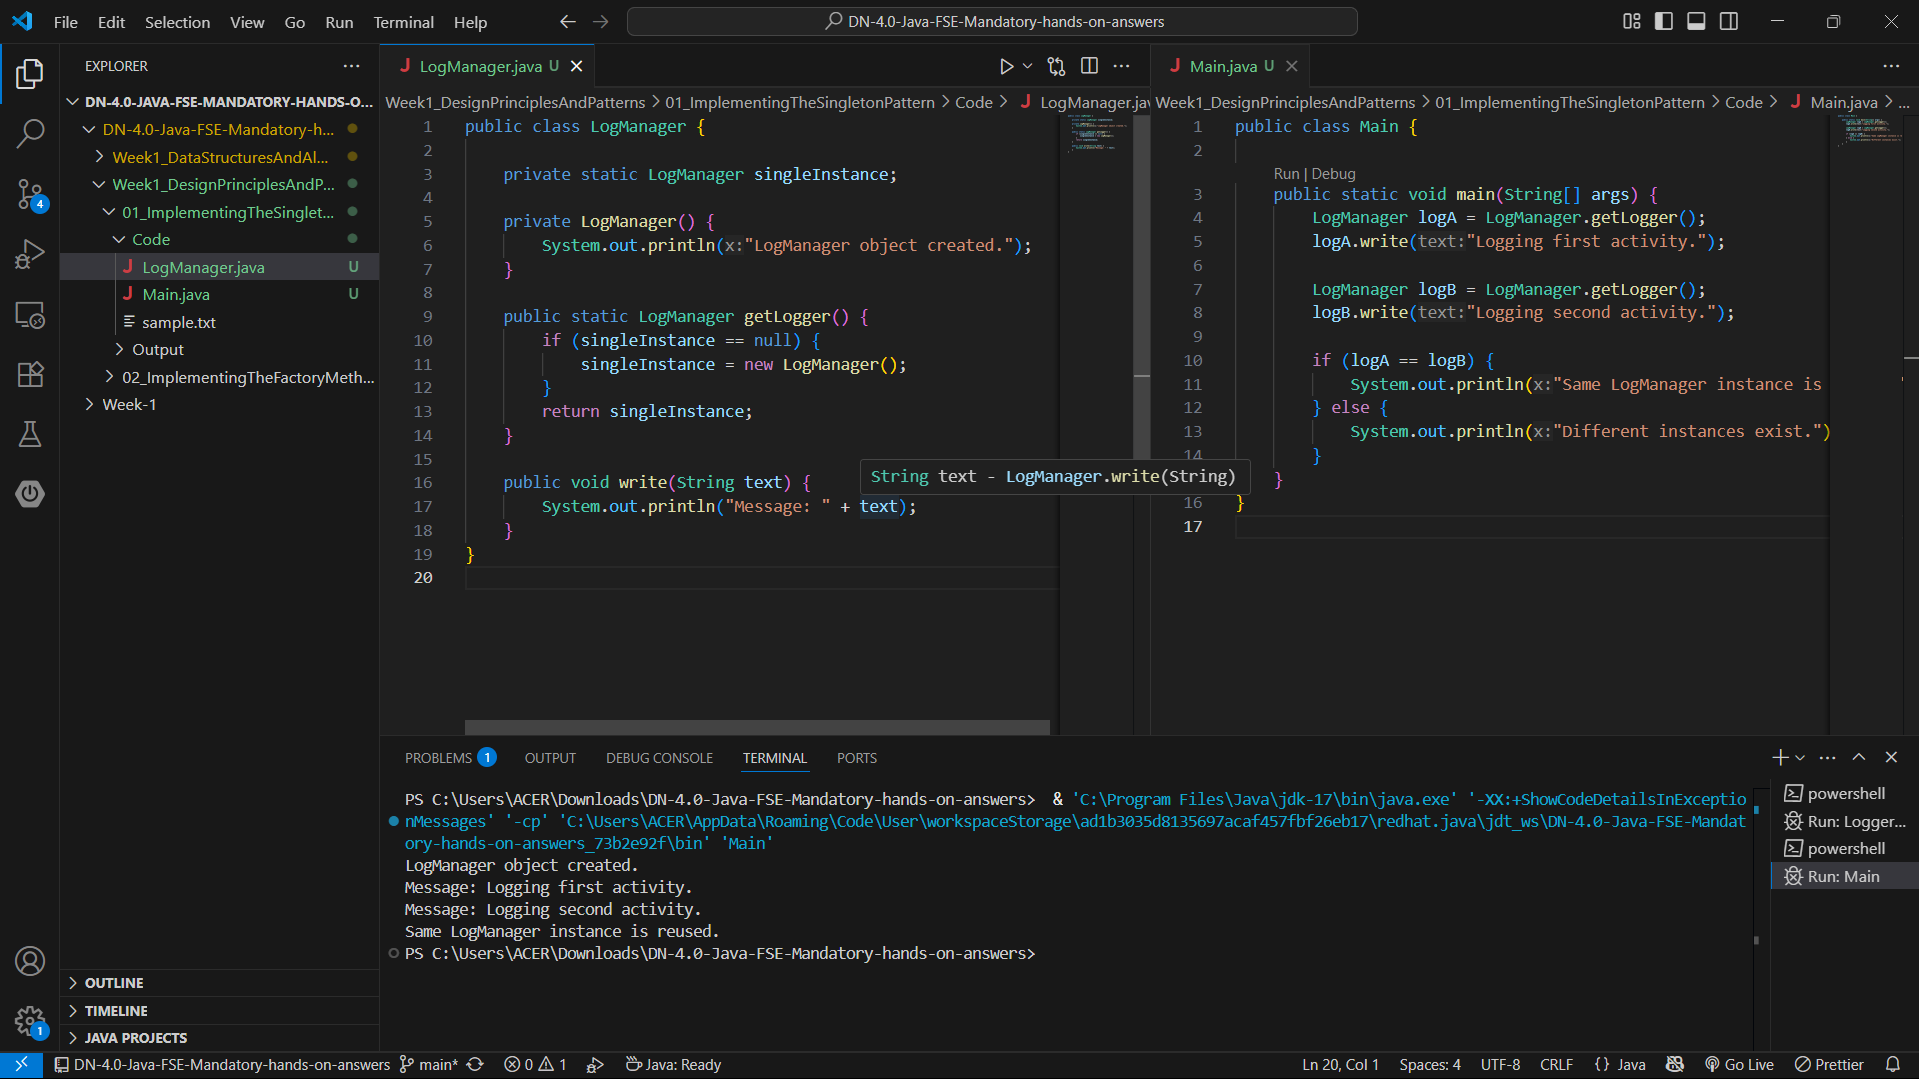 File Edit Selection View Go Run Terminal Help
DN-4.0-Java-FSE-Mandatory-hands-on-answers
EXPLORER
DN-4.0-JAVA-FSE-MANDATORY-HANDS-O...
DN-4.0-Java-FSE-Mandatory-h...
Week1_DataStructuresAndAl...
Week1_DesignPrinciplesAndP...
01_ImplementingTheSinglet...
Code
LogManager.java U
Main.java U
sample.txt
Output
02_ImplementingTheFactoryMeth...
Week-1
OUTLINE
TIMELINE
JAVA PROJECTS
4
1
LogManager.java U
Week1_DesignPrinciplesAndPatterns > 01_ImplementingTheSingletonPattern > Code > LogManager.jav
1 public class LogManager {
2
3 private static LogManager singleInstance;
4
5 private LogManager() {
6 System.out.println(x:"LogManager object created.");
7 }
8
9 public static LogManager getLogger() {
10 if (singleInstance == null) {
11 singleInstance = new LogManager();
12 }
13 return singleInstance;
14 }
15
16 public void write(String text) {
17 System.out.println("Message: " + text);
18 }
19 }
20
String text - LogManager.write(String)
Main.java U
Week1_DesignPrinciplesAndPatterns > 01_ImplementingTheSingletonPattern > Code > Main.java > ...
1 public class Main {
2
Run | Debug
3 public static void main(String[] args) {
4 LogManager logA = LogManager.getLogger();
5 logA.write(text:"Logging first activity.");
6
7 LogManager logB = LogManager.getLogger();
8 logB.write(text:"Logging second activity.");
9
10 if (logA == logB) {
11 System.out.println(x:"Same LogManager instance is
12 } else {
13 System.out.println(x:"Different instances exist.")
14 }
}
16 }
17
PROBLEMS 1 OUTPUT DEBUG CONSOLE TERMINAL PORTS
PS C:\Users\ACER\Downloads\DN-4.0-Java-FSE-Mandatory-hands-on-answers> & 'C:\Program Files\Java\jdk-17\bin\java.exe' '-XX:+ShowCodeDetailsInExceptio
nMessages' '-cp' 'C:\Users\ACER\AppData\Roaming\Code\User\workspaceStorage\ad1b3035d8135697acaf457fbf26eb17\redhat.java\jdt_ws\DN-4.0-Java-FSE-Mandat
ory-hands-on-answers_73b2e92f\bin' 'Main'
LogManager object created.
Message: Logging first activity.
Message: Logging second activity.
Same LogManager instance is reused.
PS C:\Users\ACER\Downloads\DN-4.0-Java-FSE-Mandatory-hands-on-answers>
powershell
Run: Logger...
powershell
Run: Main
DN-4.0-Java-FSE-Mandatory-hands-on-answers main* 0 1 Java: Ready Ln 20, Col 1 Spaces: 4 UTF-8 CRLF {} Java Go Live Prettier